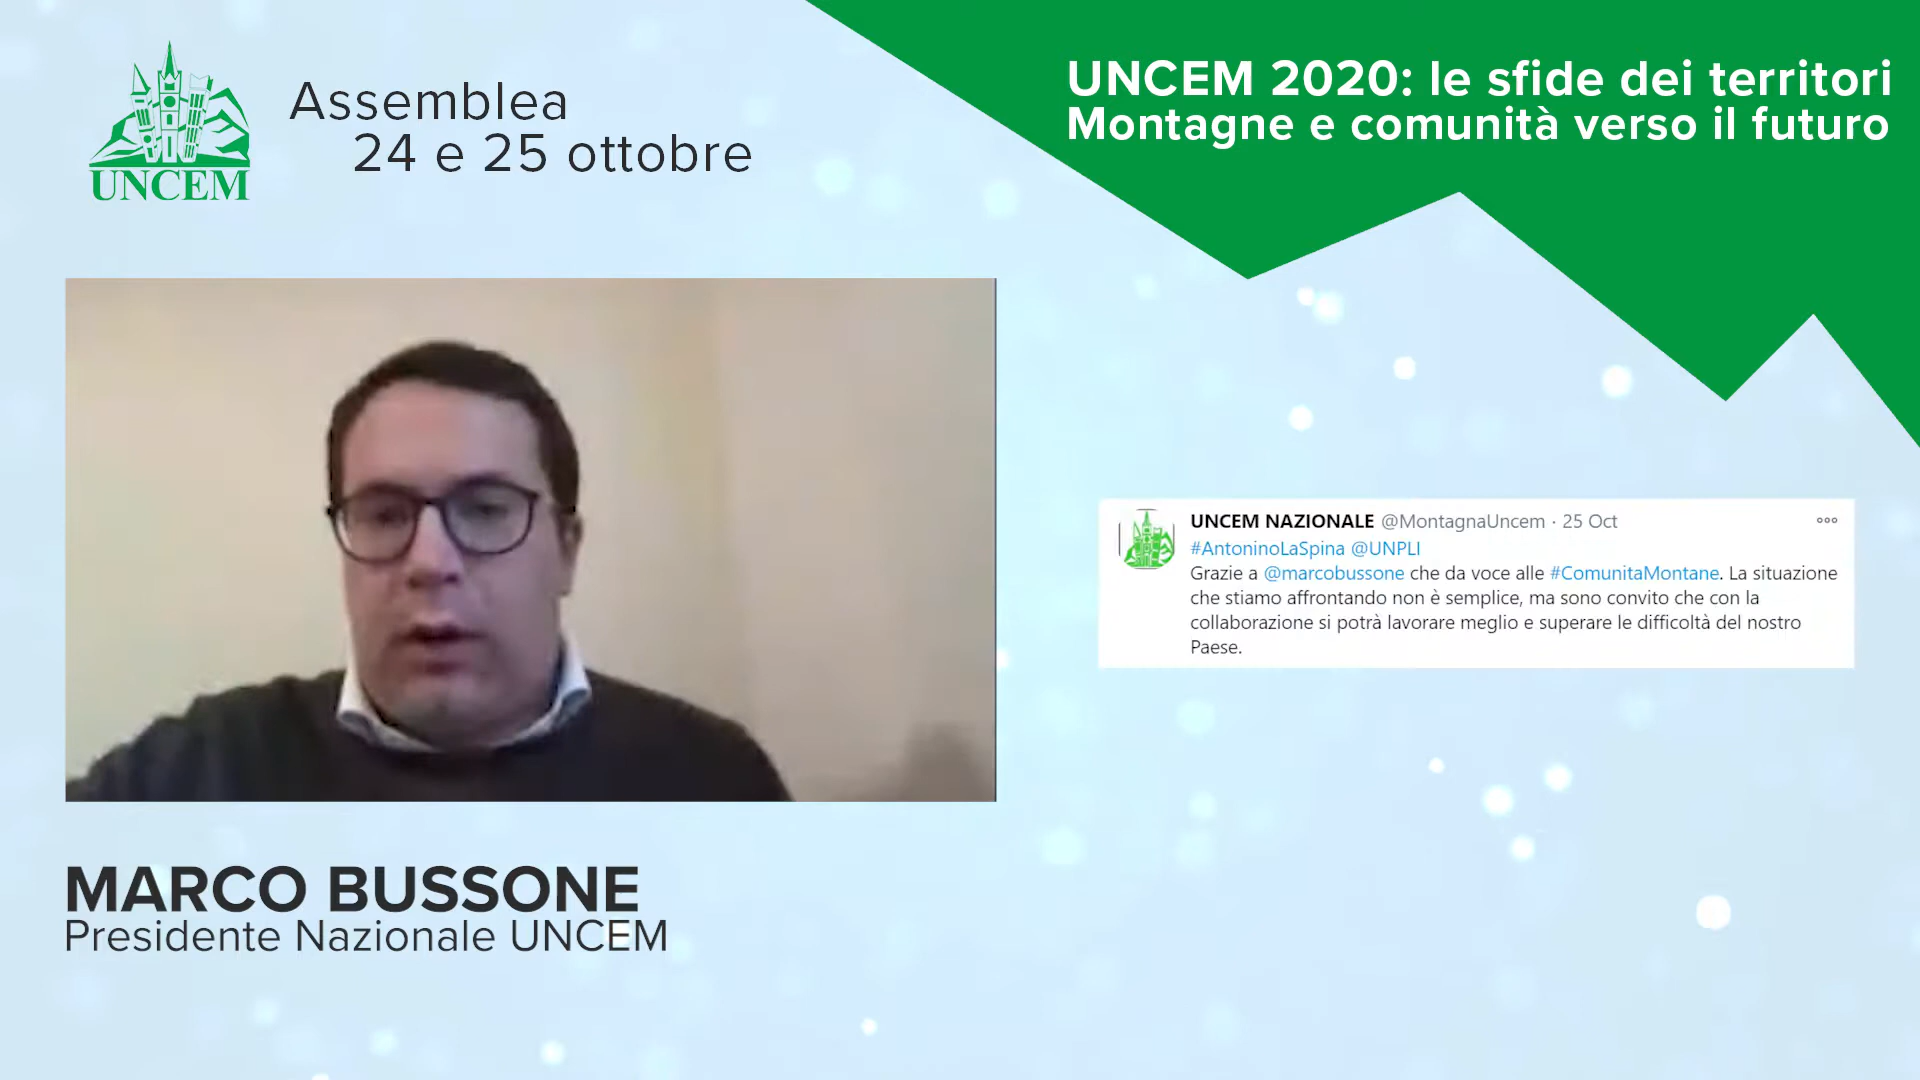 UNCEM
Assemblea
24 e 25 ottobre
UNCEM 2020: le sfide dei territori
Montagne e comunità verso il futuro
UNCEM NAZIONALE @MontagnaUncem · 25 Oct
#AntoninoLaSpina @UNPLI
Grazie a @marcobussone che da voce alle #ComunitaMontane. La situazione
che stiamo affrontando non è semplice, ma sono convito che con la
collaborazione si potrà lavorare meglio e superare le difficoltà del nostro
Paese.
MARCO BUSSONE
Presidente Nazionale UNCEM